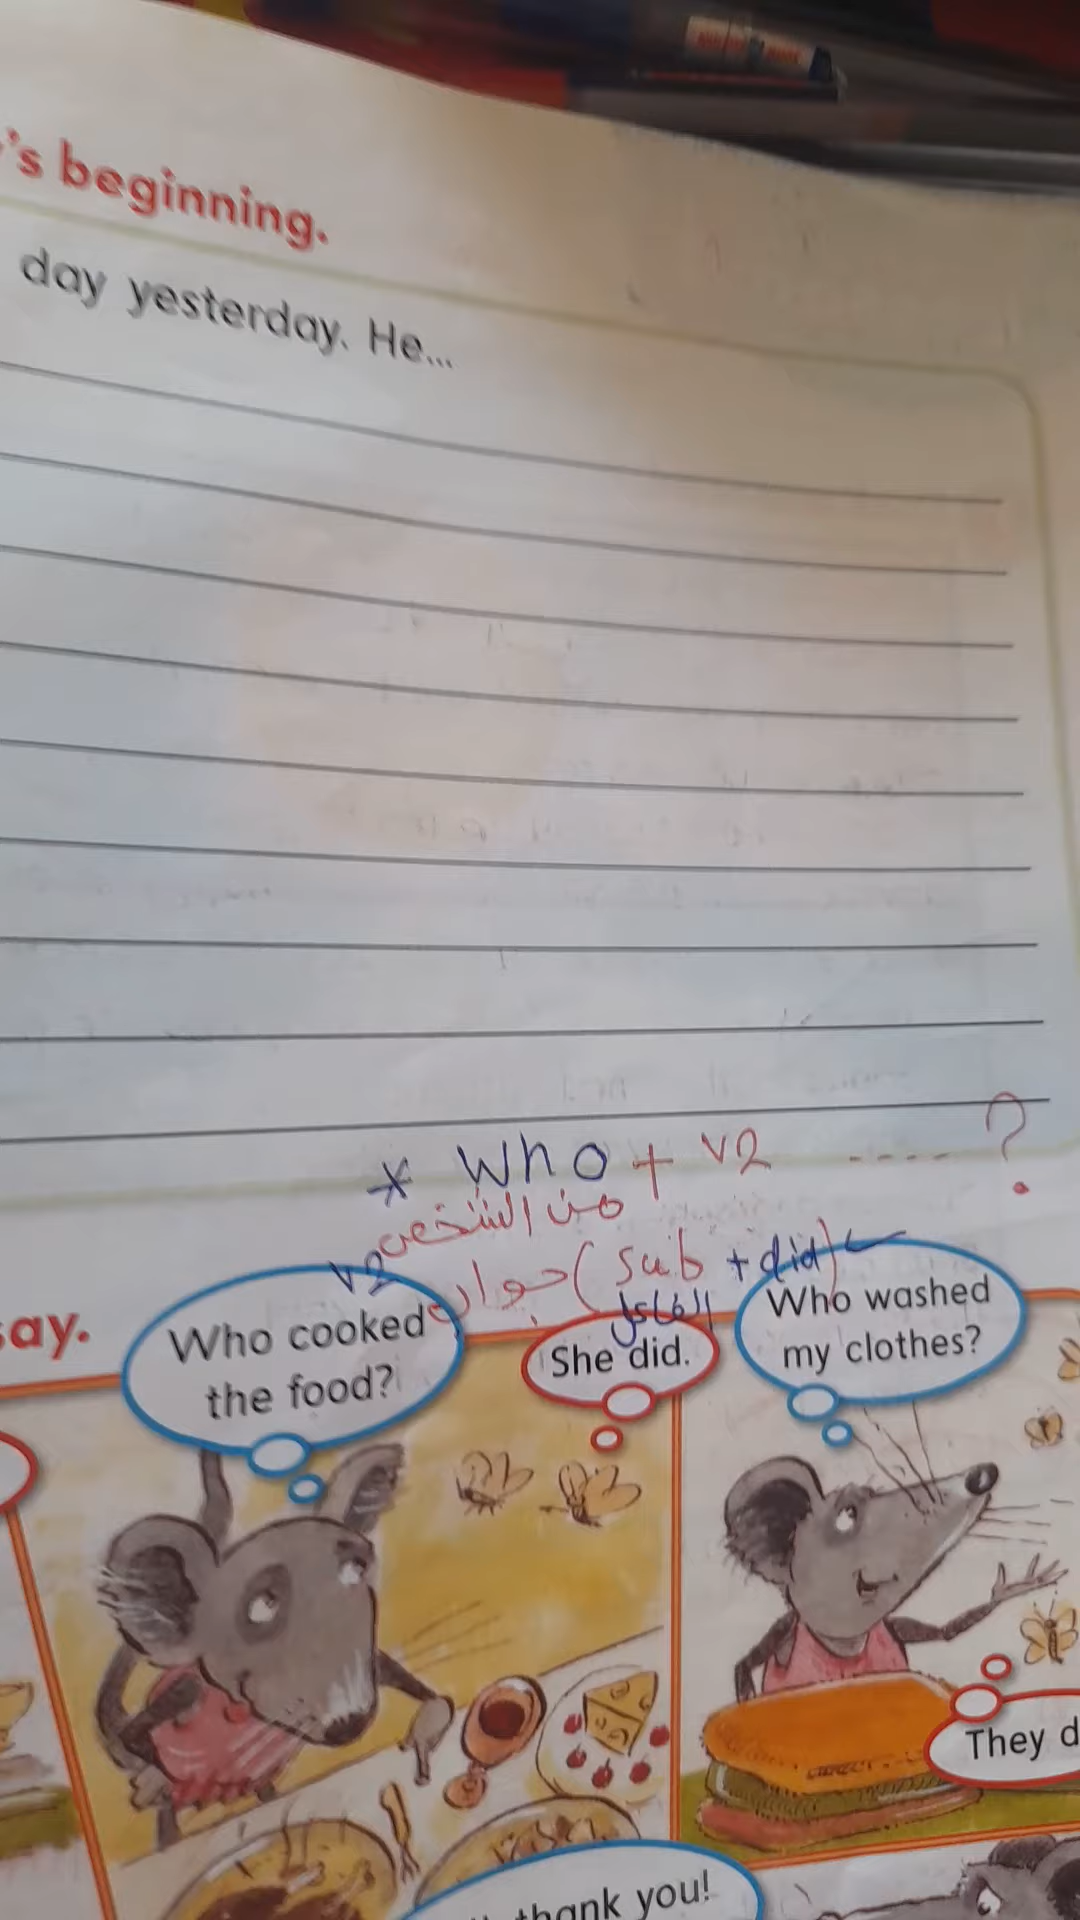 's beginning.
day yesterday. He...
* Who + v2 ---- ?
من الشخص
v2
جواب (sub + did)
الفاعل
say.
Who cooked
the food?
She did.
Who washed
my clothes?
They d
thank you!